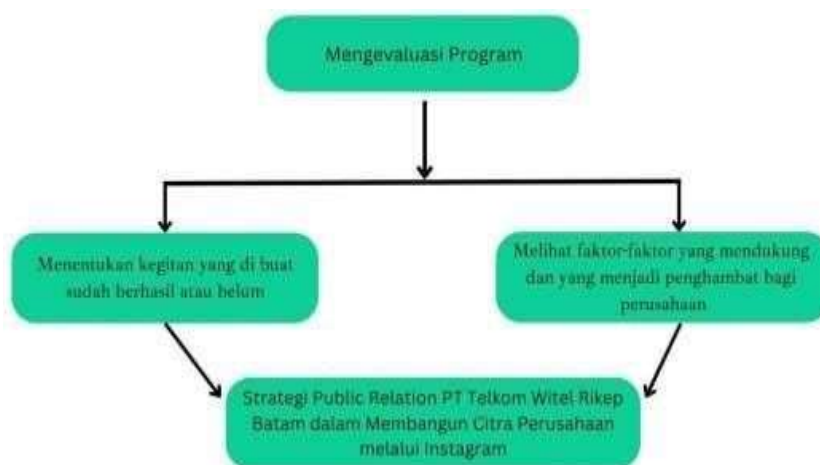 Mengevaluasi Program
Menentukan kegitan yang di buat
sudah berhasil atau belum
Melihat faktor-faktor yang mendukung
dan yang menjadi penghambat bagi
perusahaan
Strategi Public Relation PT Telkom Witel Rikep
Batam dalam Membangun Citra Perusahaan
melalui Instagram